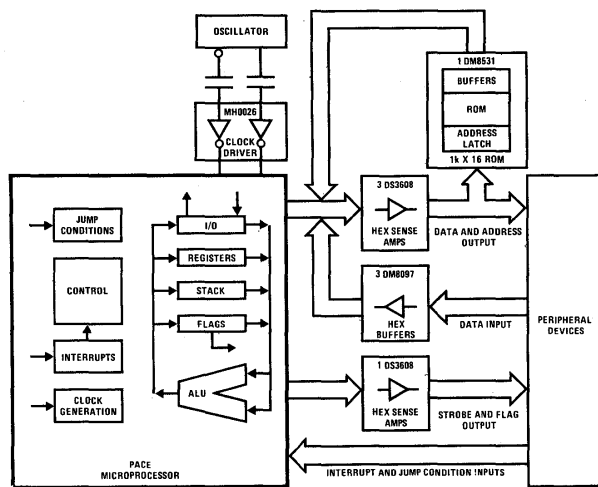 OSCILLATOR
MH0026
CLOCK
DRIVER
1 DM8531
BUFFERS
ROM
ADDRESS
LATCH
1k X 16 ROM
JUMP
CONDITIONS
CONTROL
INTERRUPTS
CLOCK
GENERATION
I/O
REGISTERS
STACK
FLAGS
ALU
PACE
MICROPROCESSOR
3 DS3608
HEX SENSE
AMPS
DATA AND ADDRESS
OUTPUT
3 DM8097
HEX
BUFFERS
DATA INPUT
1 DS3608
HEX SENSE
AMPS
STROBE AND FLAG
OUTPUT
INTERRUPT AND JUMP CONDITION INPUTS
PERIPHERAL
DEVICES